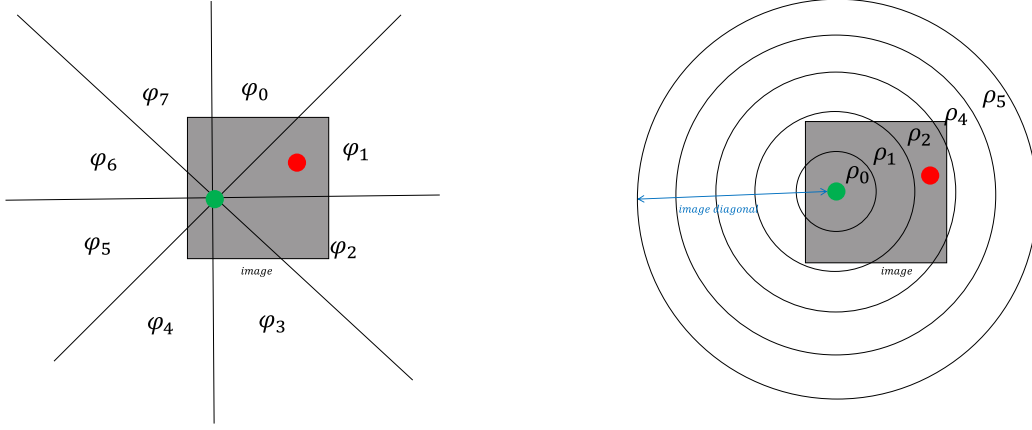 φ₇
φ₀
φ₆
φ₁
φ₅
φ₂
image
φ₄
φ₃
ρ₅
ρ₄
ρ₂
ρ₁
ρ₀
image diagonal
image